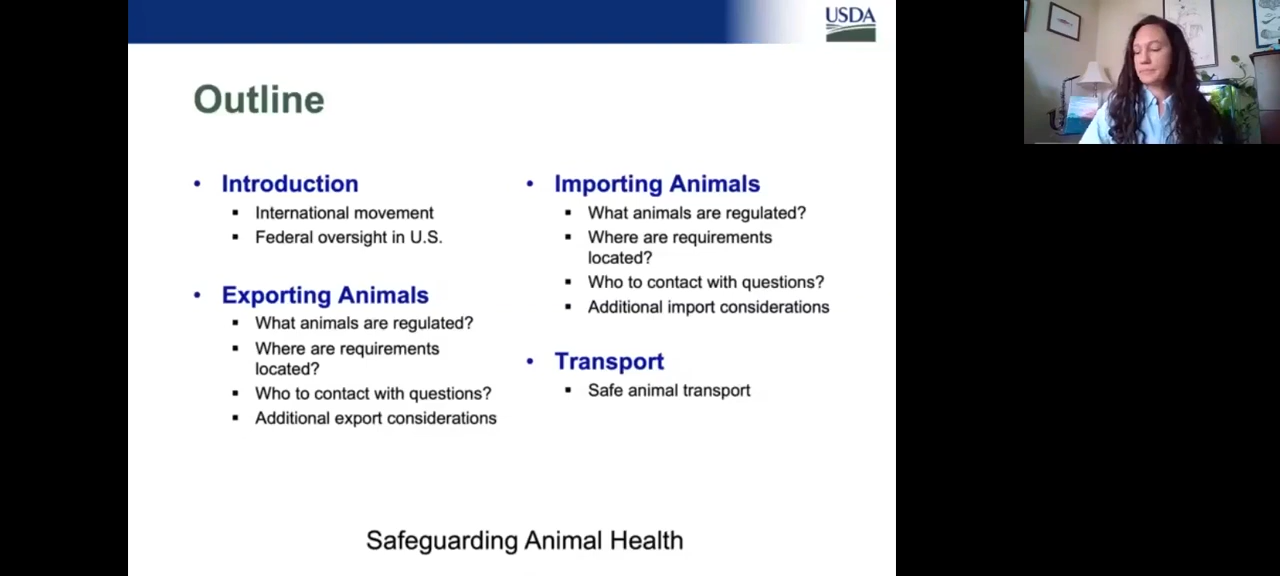 USDA
Outline
• Introduction
▪ International movement
▪ Federal oversight in U.S.
• Exporting Animals
▪ What animals are regulated?
▪ Where are requirements
located?
▪ Who to contact with questions?
▪ Additional export considerations
• Importing Animals
▪ What animals are regulated?
▪ Where are requirements
located?
▪ Who to contact with questions?
▪ Additional import considerations
• Transport
▪ Safe animal transport
Safeguarding Animal Health